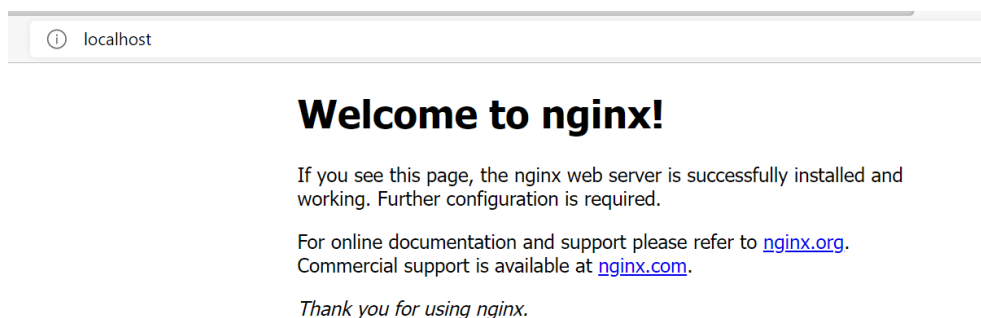 localhost
Welcome to nginx!
If you see this page, the nginx web server is successfully installed and
working. Further configuration is required.
For online documentation and support please refer to nginx.org.
Commercial support is available at nginx.com.
Thank you for using nginx.